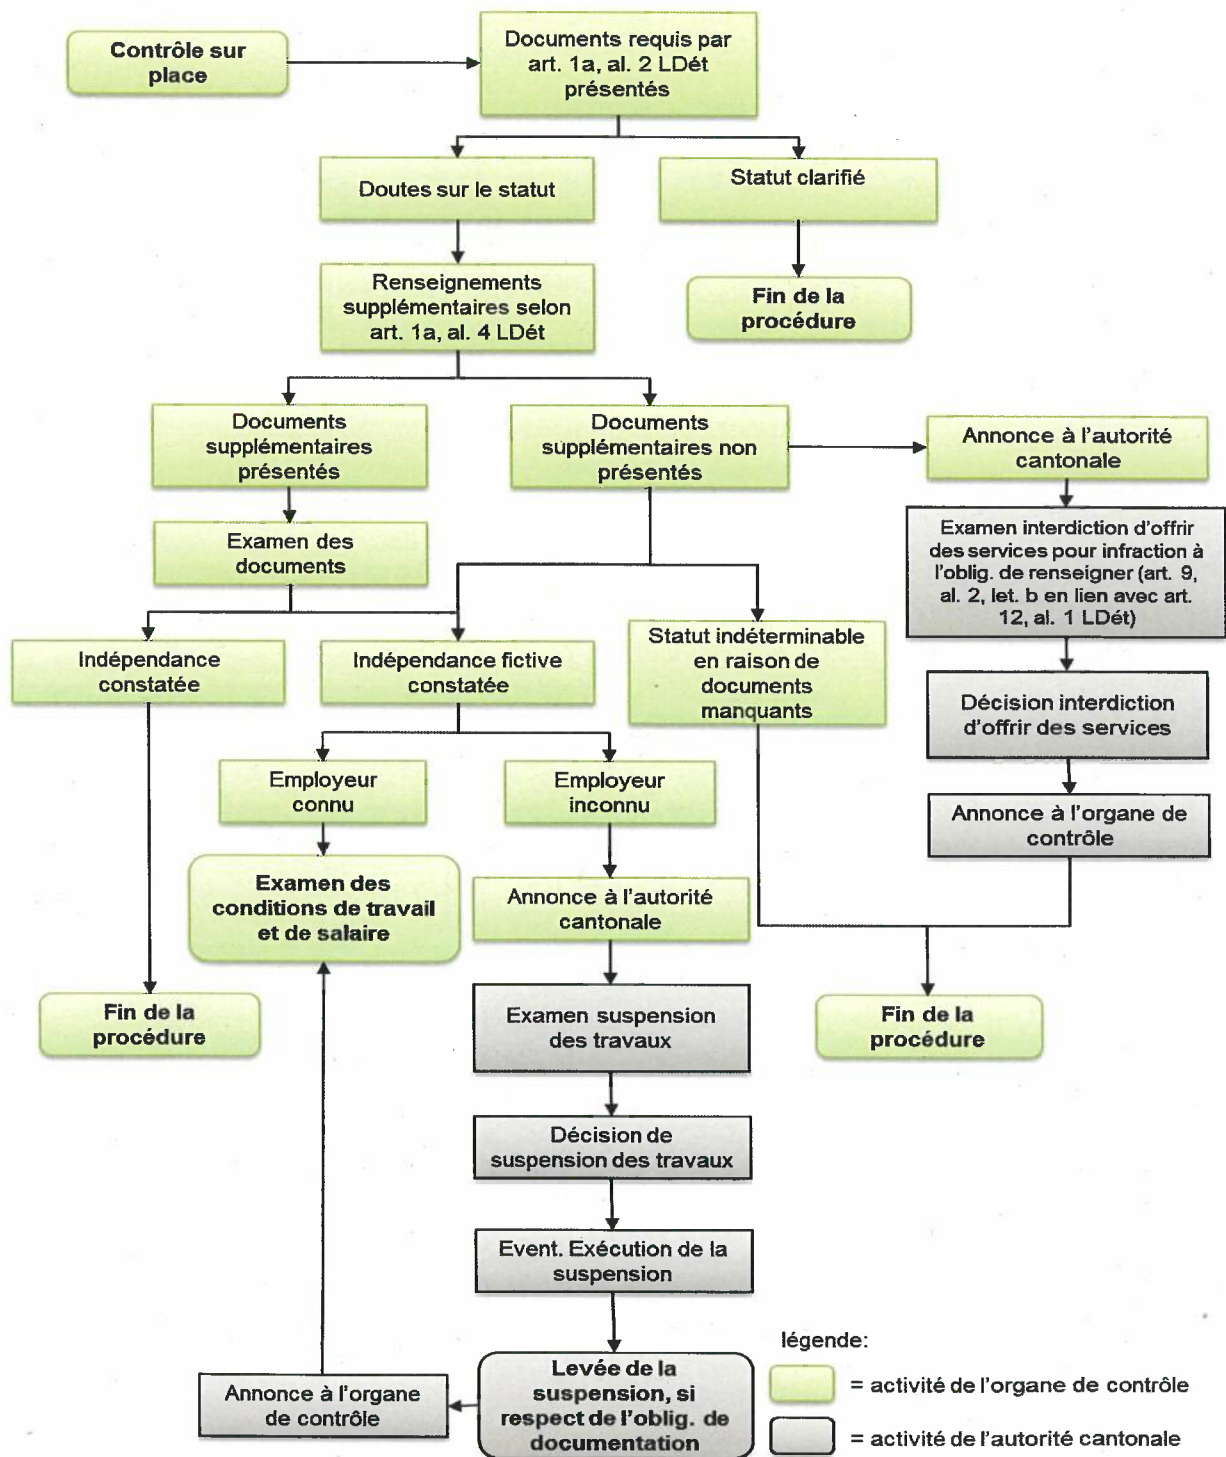 Contrôle sur
place
Documents requis par
art. 1a, al. 2 LDét
présentés
Doutes sur le statut
Statut clarifié
Renseignements
supplémentaires selon
art. 1a, al. 4 LDét
Fin de la
procédure
Documents
supplémentaires
présentés
Documents
supplémentaires non
présentés
Annonce à l'autorité
cantonale
Examen des
documents
Examen interdiction d'offrir
des services pour infraction à
l'oblig. de renseigner (art. 9,
al. 2, let. b en lien avec art.
12, al. 1 LDét)
Indépendance
constatée
Indépendance fictive
constatée
Statut indéterminable
en raison de
documents
manquants
Décision interdiction
d'offrir des services
Employeur
connu
Employeur
inconnu
Annonce à l'organe de
contrôle
Examen des
conditions de travail
et de salaire
Annonce à l'autorité
cantonale
Fin de la
procédure
Examen suspension
des travaux
Fin de la
procédure
Décision de
suspension des travaux
Event. Exécution de la
suspension
Annonce à l'organe
de contrôle
Levée de la
suspension, si
respect de l'oblig. de
documentation
légende:
= activité de l'organe de contrôle
= activité de l'autorité cantonale